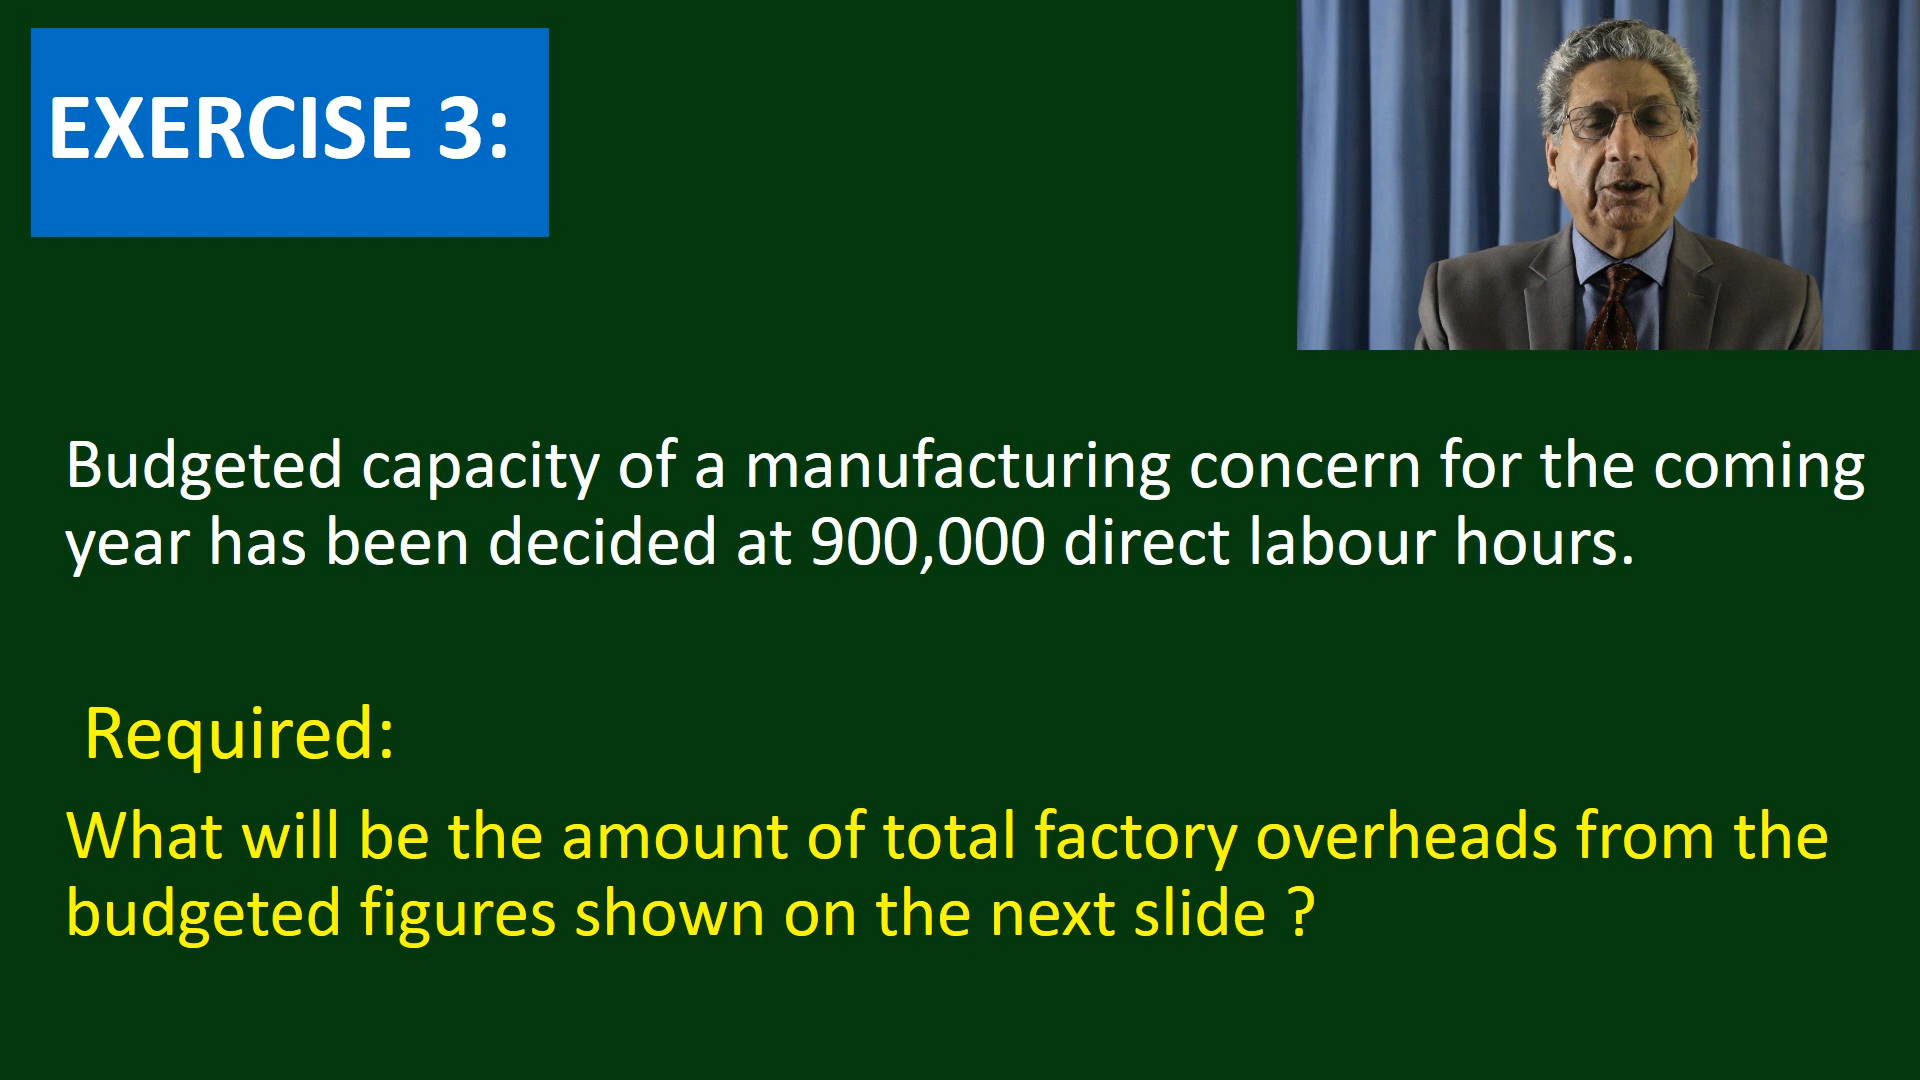 EXERCISE 3:
Budgeted capacity of a manufacturing concern for the coming
year has been decided at 900,000 direct labour hours.
Required:
What will be the amount of total factory overheads from the
budgeted figures shown on the next slide ?